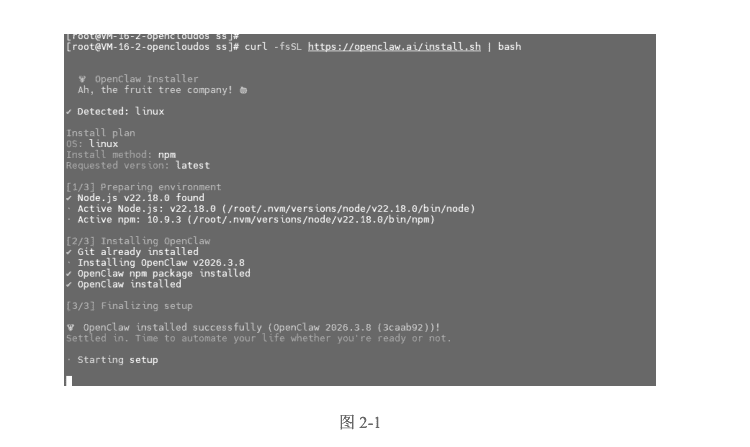 [root@VM-16-2-opencloudos ss]#
[root@VM-16-2-opencloudos ss]# curl -fsSL https://openclaw.ai/install.sh | bash
OpenClaw Installer
Ah, the fruit tree company!
✔ Detected: linux
Install plan
OS: linux
Install method: npm
Requested version: latest
[1/3] Preparing environment
✔ Node.js v22.18.0 found
· Active Node.js: v22.18.0 (/root/.nvm/versions/node/v22.18.0/bin/node)
· Active npm: 10.9.3 (/root/.nvm/versions/node/v22.18.0/bin/npm)
[2/3] Installing OpenClaw
✔ Git already installed
· Installing OpenClaw v2026.3.8
✔ OpenClaw npm package installed
✔ OpenClaw installed
[3/3] Finalizing setup
OpenClaw installed successfully (OpenClaw 2026.3.8 (3caab92))!
Settled in. Time to automate your life whether you're ready or not.
· Starting setup
图 2-1